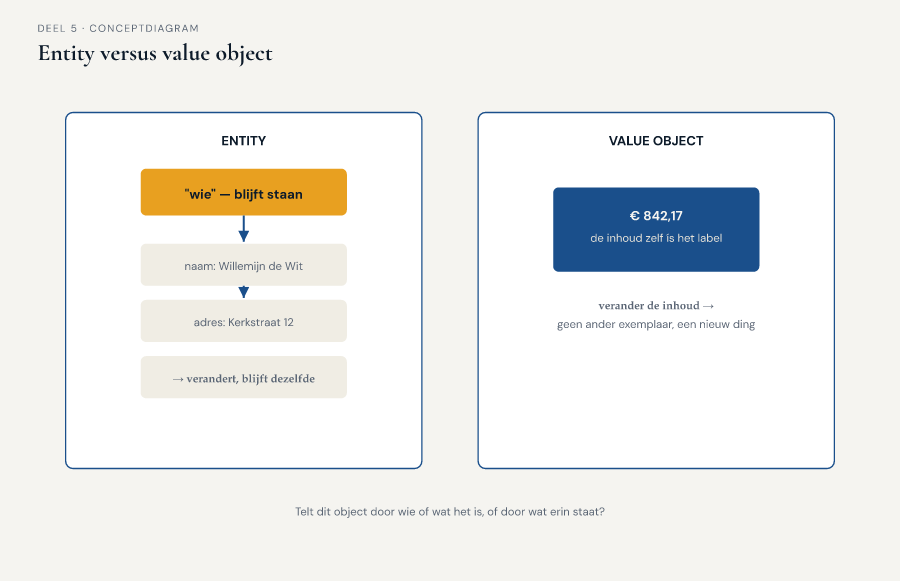 DEEL 5 · CONCEPTDIAGRAM
Entity versus value object
ENTITY
"wie" — blijft staan
naam: Willemijn de Wit
adres: Kerkstraat 12
→ verandert, blijft dezelfde
VALUE OBJECT
€ 842,17
de inhoud zelf is het label
verander de inhoud →
geen ander exemplaar, een nieuw ding
Telt dit object door wie of wat het is, of door wat erin staat?